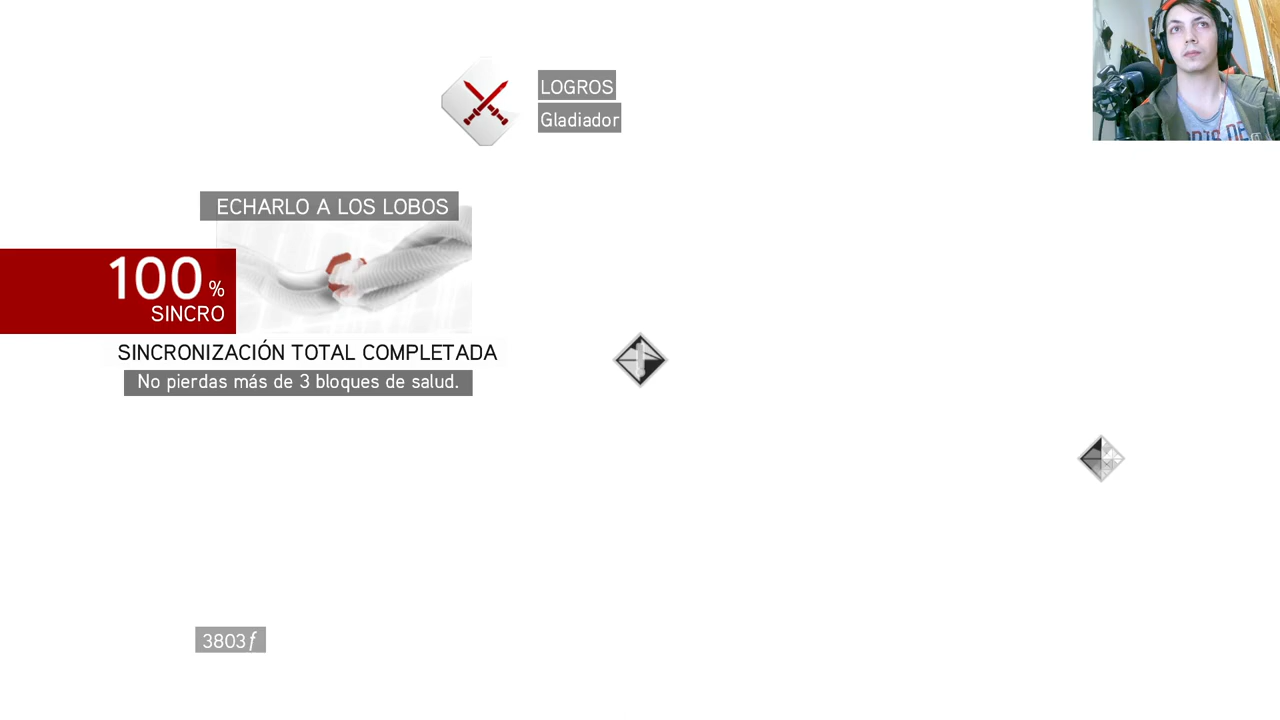 LOGROS
Gladiador
ECHARLO A LOS LOBOS
100 %
SINCRO
SINCRONIZACIÓN TOTAL COMPLETADA
No pierdas más de 3 bloques de salud.
3803ƒ